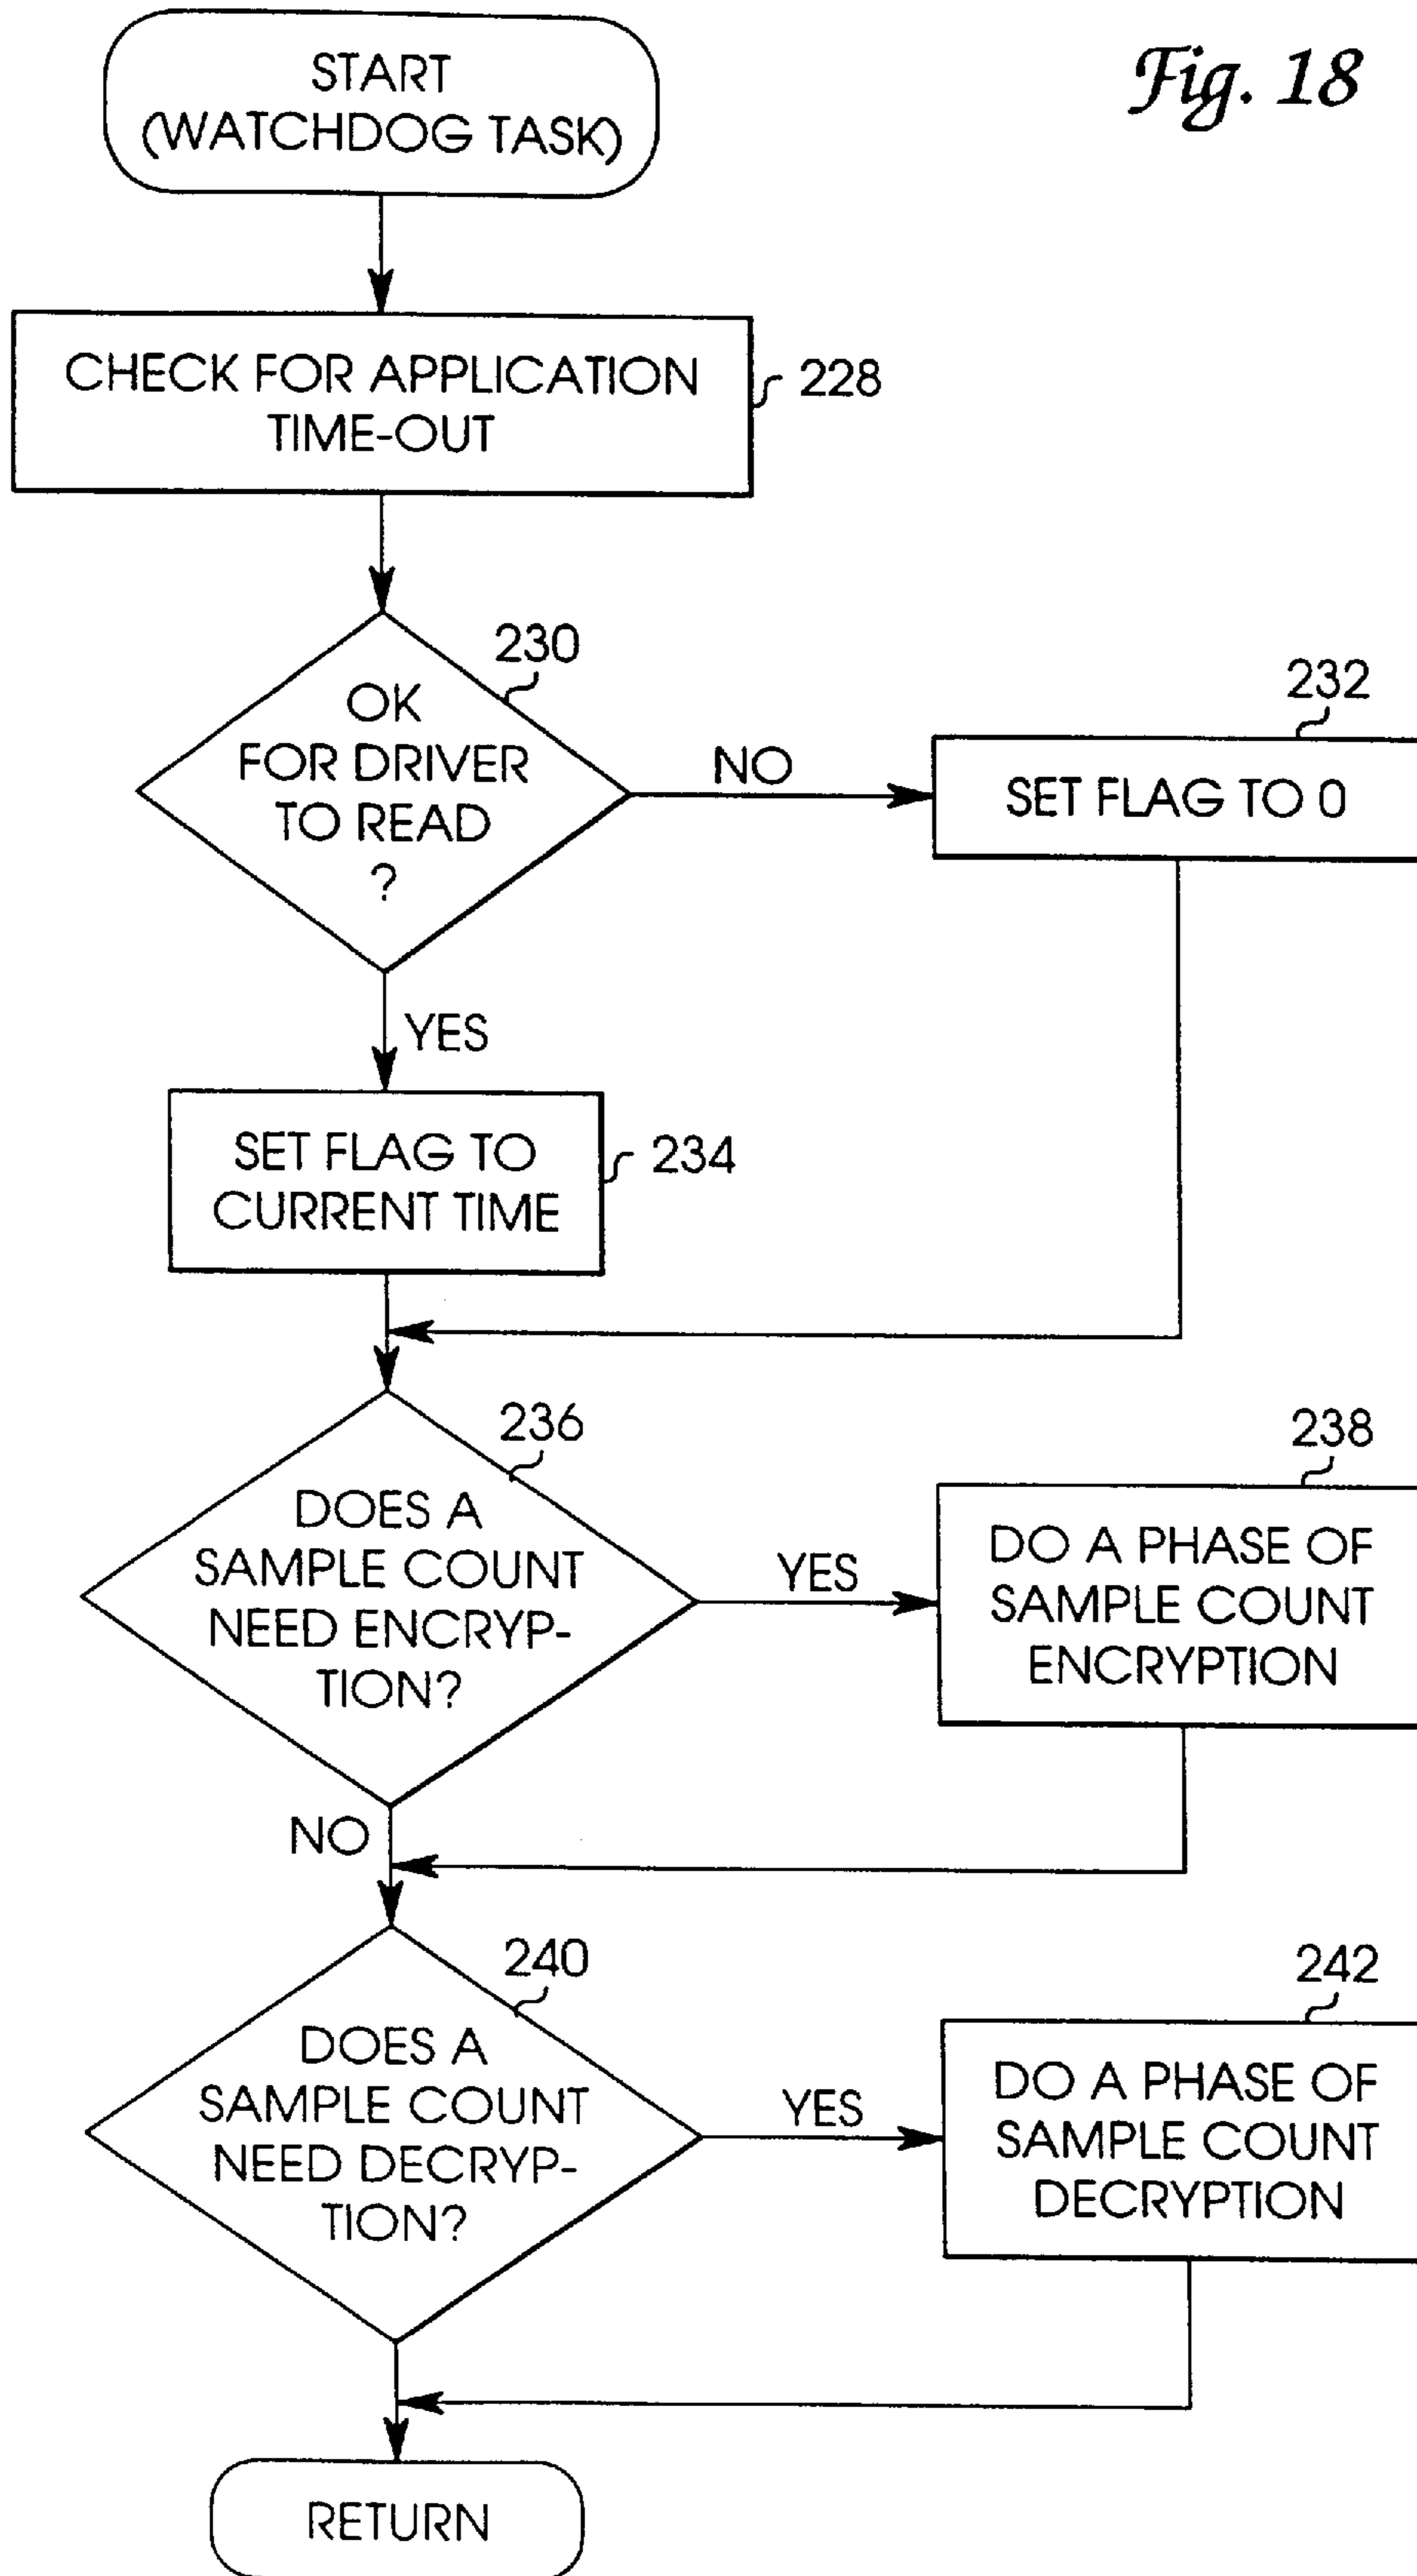 Fig. 18
START
(WATCHDOG TASK)
CHECK FOR APPLICATION
TIME-OUT
228
230
OK
FOR DRIVER
TO READ
?
NO
232
SET FLAG TO 0
YES
SET FLAG TO
CURRENT TIME
234
236
DOES A
SAMPLE COUNT
NEED ENCRYP-
TION?
YES
238
DO A PHASE OF
SAMPLE COUNT
ENCRYPTION
NO
240
DOES A
SAMPLE COUNT
NEED DECRYP-
TION?
YES
242
DO A PHASE OF
SAMPLE COUNT
DECRYPTION
RETURN